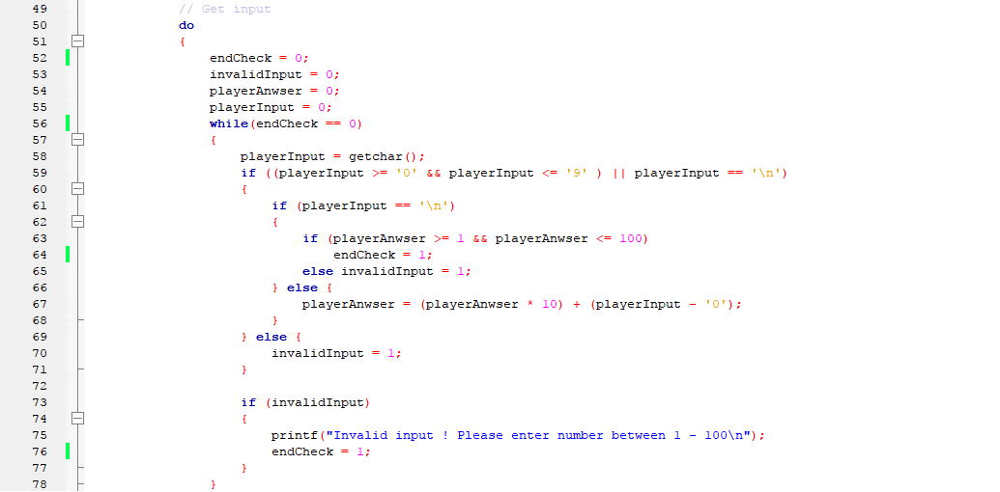 49 // Get input
50 do
51 {
52 endCheck = 0;
53 invalidInput = 0;
54 playerAnwser = 0;
55 playerInput = 0;
56 while(endCheck == 0)
57 {
58 playerInput = getchar();
59 if ((playerInput >= '0' && playerInput <= '9' ) || playerInput == '\n')
60 {
61 if (playerInput == '\n')
62 {
63 if (playerAnwser >= 1 && playerAnwser <= 100)
64 endCheck = 1;
65 else invalidInput = 1;
66 } else {
67 playerAnwser = (playerAnwser * 10) + (playerInput - '0');
68 }
69 } else {
70 invalidInput = 1;
71 }
72
73 if (invalidInput)
74 {
75 printf("Invalid input ! Please enter number between 1 - 100\n");
76 endCheck = 1;
77 }
78 }